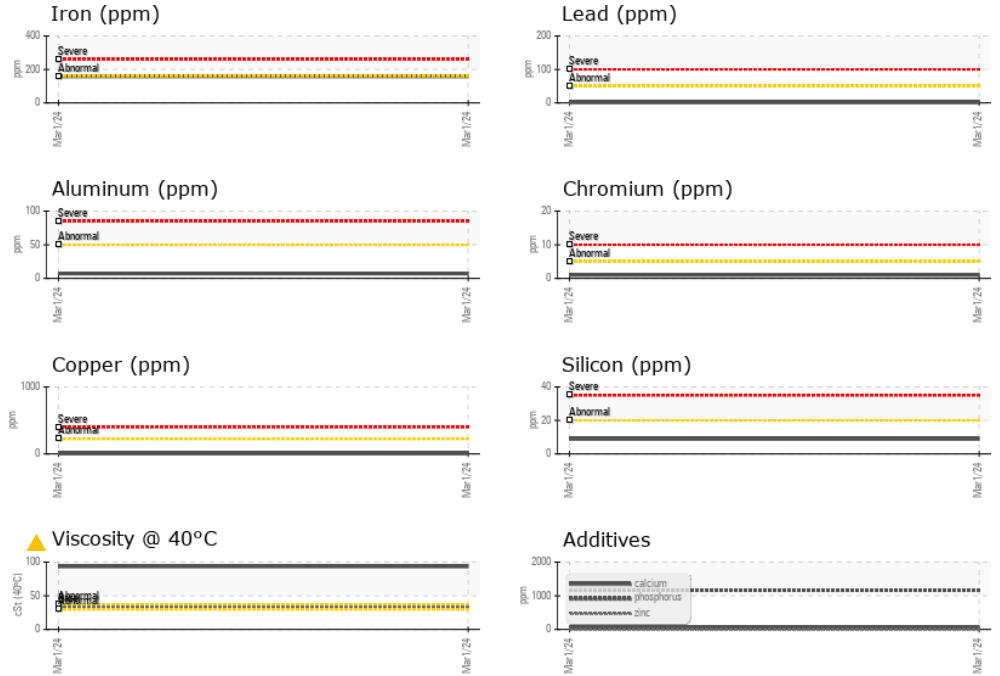 Iron (ppm)
400
200
0
ppm
Severe
Abnormal
Mar1/24
Mar1/24
Lead (ppm)
200
100
0
ppm
Severe
Abnormal
Mar1/24
Mar1/24
Aluminum (ppm)
100
50
0
ppm
Severe
Abnormal
Mar1/24
Mar1/24
Chromium (ppm)
20
10
0
ppm
Severe
Abnormal
Mar1/24
Mar1/24
Copper (ppm)
1000
0
ppm
Severe
Abnormal
Mar1/24
Mar1/24
Silicon (ppm)
40
20
0
ppm
Severe
Abnormal
Mar1/24
Mar1/24
Viscosity @ 40°C
100
50
0
cSt (40°C)
Abnormal
Mar1/24
Mar1/24
Additives
2000
1000
0
ppm
calcium
phosphorus
zinc
Mar1/24
Mar1/24